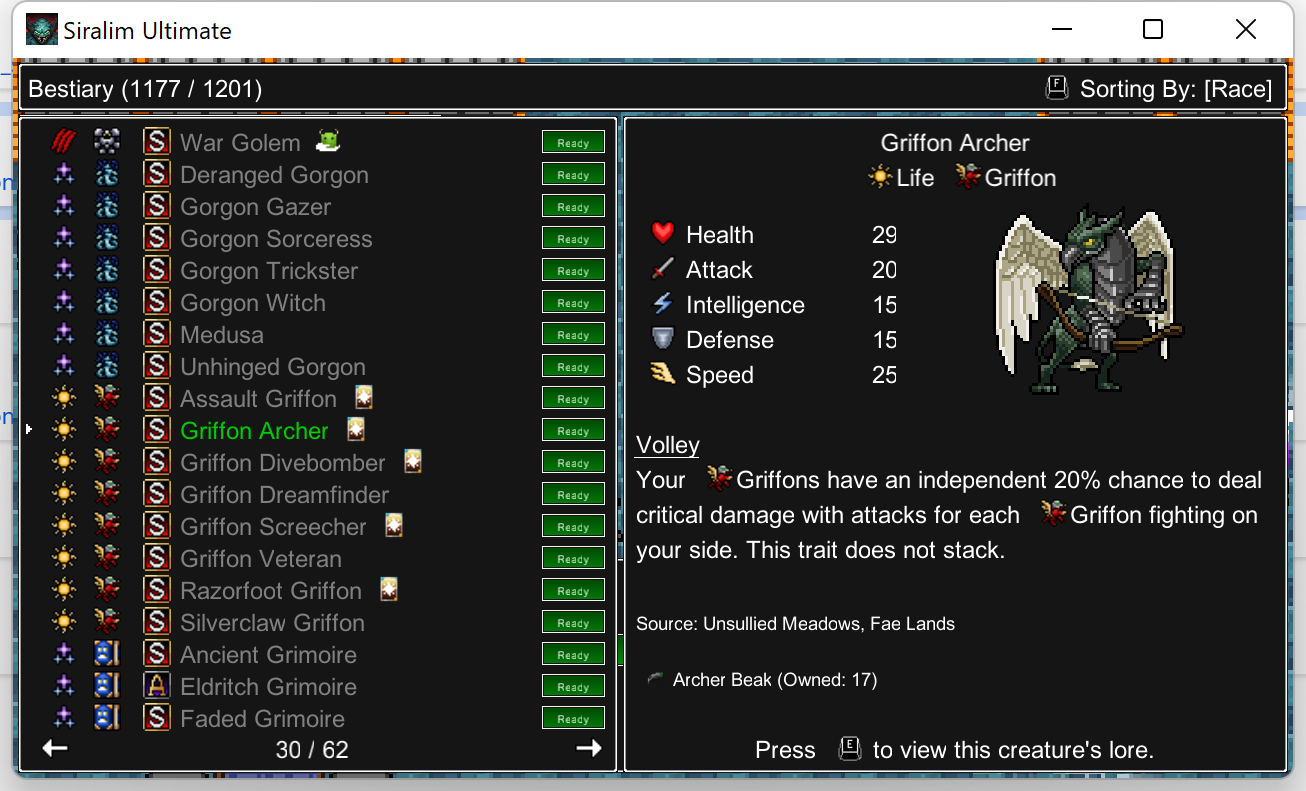 Siralim Ultimate
Bestiary (1177 / 1201)
F Sorting By: [Race]
S War Golem Ready
S Deranged Gorgon Ready
S Gorgon Gazer Ready
S Gorgon Sorceress Ready
S Gorgon Trickster Ready
S Gorgon Witch Ready
S Medusa Ready
S Unhinged Gorgon Ready
S Assault Griffon Ready
S Griffon Archer Ready
S Griffon Divebomber Ready
S Griffon Dreamfinder Ready
S Griffon Screecher Ready
S Griffon Veteran Ready
S Razorfoot Griffon Ready
S Silverclaw Griffon Ready
S Ancient Grimoire Ready
A Eldritch Grimoire Ready
S Faded Grimoire Ready
30 / 62
Griffon Archer
Life Griffon
Health 29
Attack 20
Intelligence 15
Defense 15
Speed 25
Volley
Your Griffons have an independent 20% chance to deal
critical damage with attacks for each Griffon fighting on
your side. This trait does not stack.
Source: Unsullied Meadows, Fae Lands
Archer Beak (Owned: 17)
Press E to view this creature's lore.